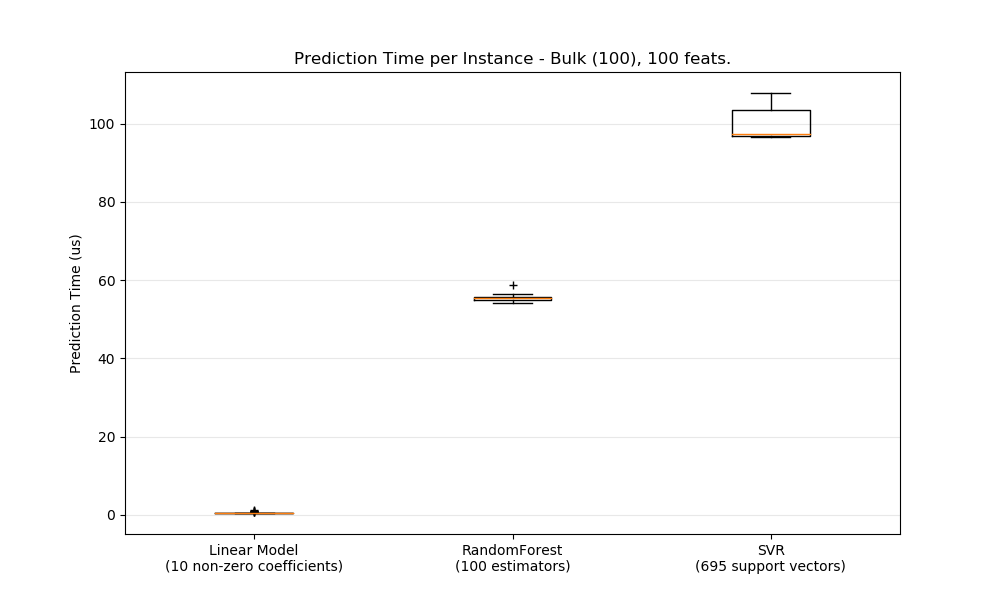 Prediction Time per Instance - Bulk (100), 100 feats.
Prediction Time (us)
100
80
60
40
20
0
Linear Model
(10 non-zero coefficients)
RandomForest
(100 estimators)
SVR
(695 support vectors)